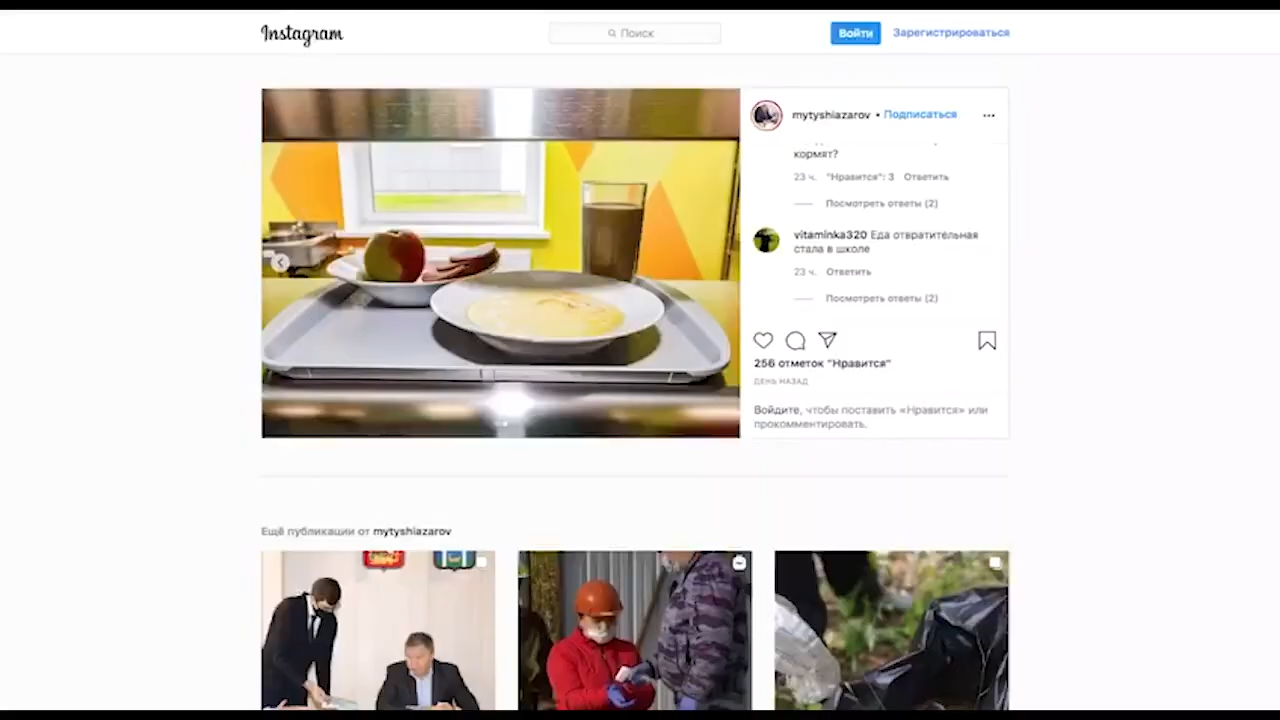 Instagram
Поиск
Войти
Зарегистрироваться
mytyshiazarov • Подписаться
кормят?
23 ч. "Нравится": 3 Ответить
Посмотреть ответы (2)
vitaminka320 Еда отвратительная
стала в школе
23 ч. Ответить
Посмотреть ответы (2)
256 отметок "Нравится"
ДЕНЬ НАЗАД
Войдите, чтобы поставить «Нравится» или
прокомментировать.
Ещё публикации от mytyshiazarov